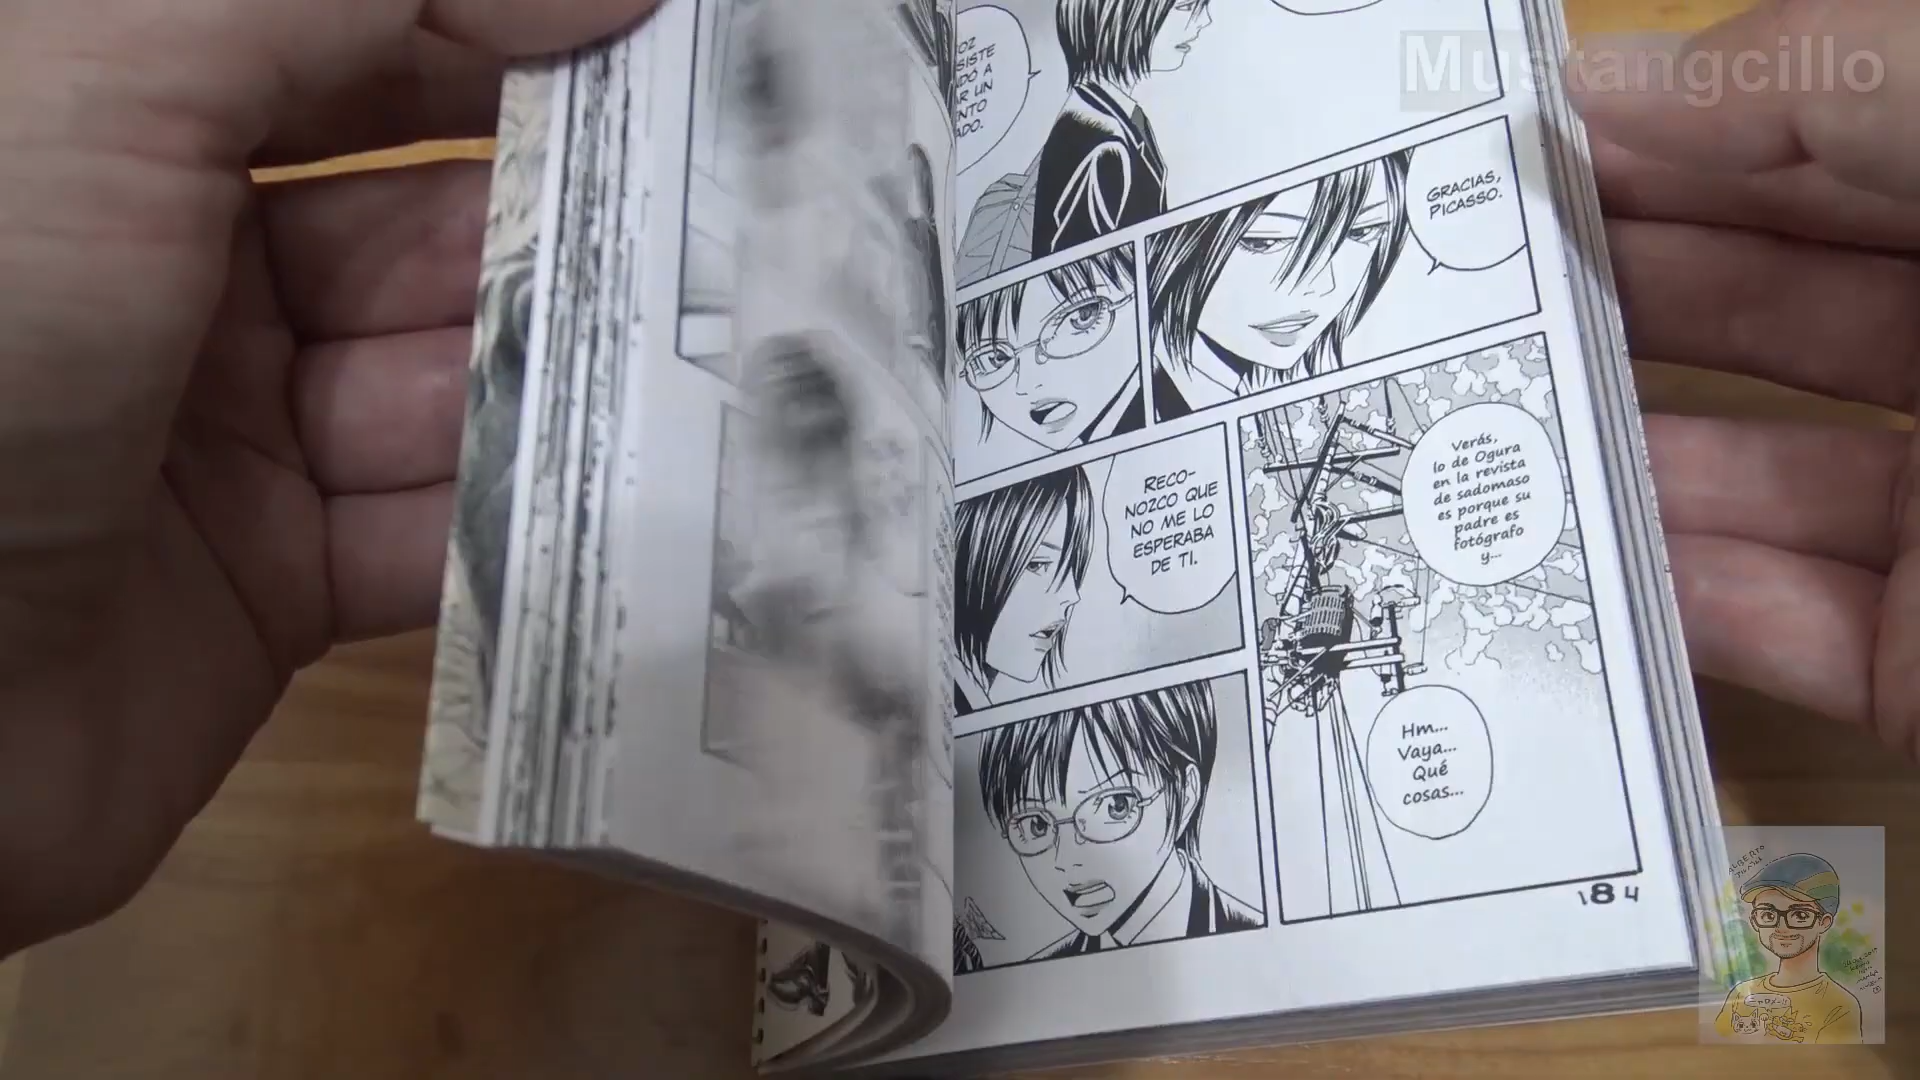 Mustangcillo
GRACIAS,
PICASSO.
RECO-
NOZCO QUE
NO ME LO
ESPERABA
DE TI.
Verás,
lo de Ogura
en la revista
de sadomaso
es porque su
padre es
fotógrafo
y...
Hm...
Vaya...
Qué
cosas...
184
ALBERTO